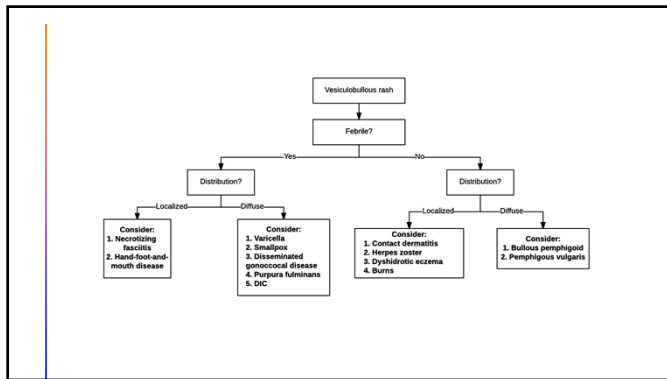 Vesiculobullous rash
Febrile?
Yes
No
Distribution?
Distribution?
Localized
Diffuse
Localized
Diffuse
Consider:
1. Necrotizing
fasciitis
2. Hand-foot-and-
mouth disease
Consider:
1. Varicella
2. Smallpox
3. Disseminated
gonoccocal disease
4. Purpura fulminans
5. DIC
Consider:
1. Contact dermatitis
2. Herpes zoster
3. Dyshidrotic eczema
4. Burns
Consider:
1. Bullous pemphigoid
2. Pemphigous vulgaris